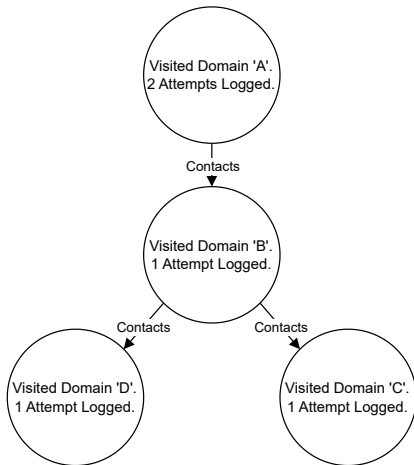 Visited Domain 'A'.
2 Attempts Logged.
Contacts
Visited Domain 'B'.
1 Attempt Logged.
Contacts
Contacts
Visited Domain 'D'.
1 Attempt Logged.
Visited Domain 'C'.
1 Attempt Logged.